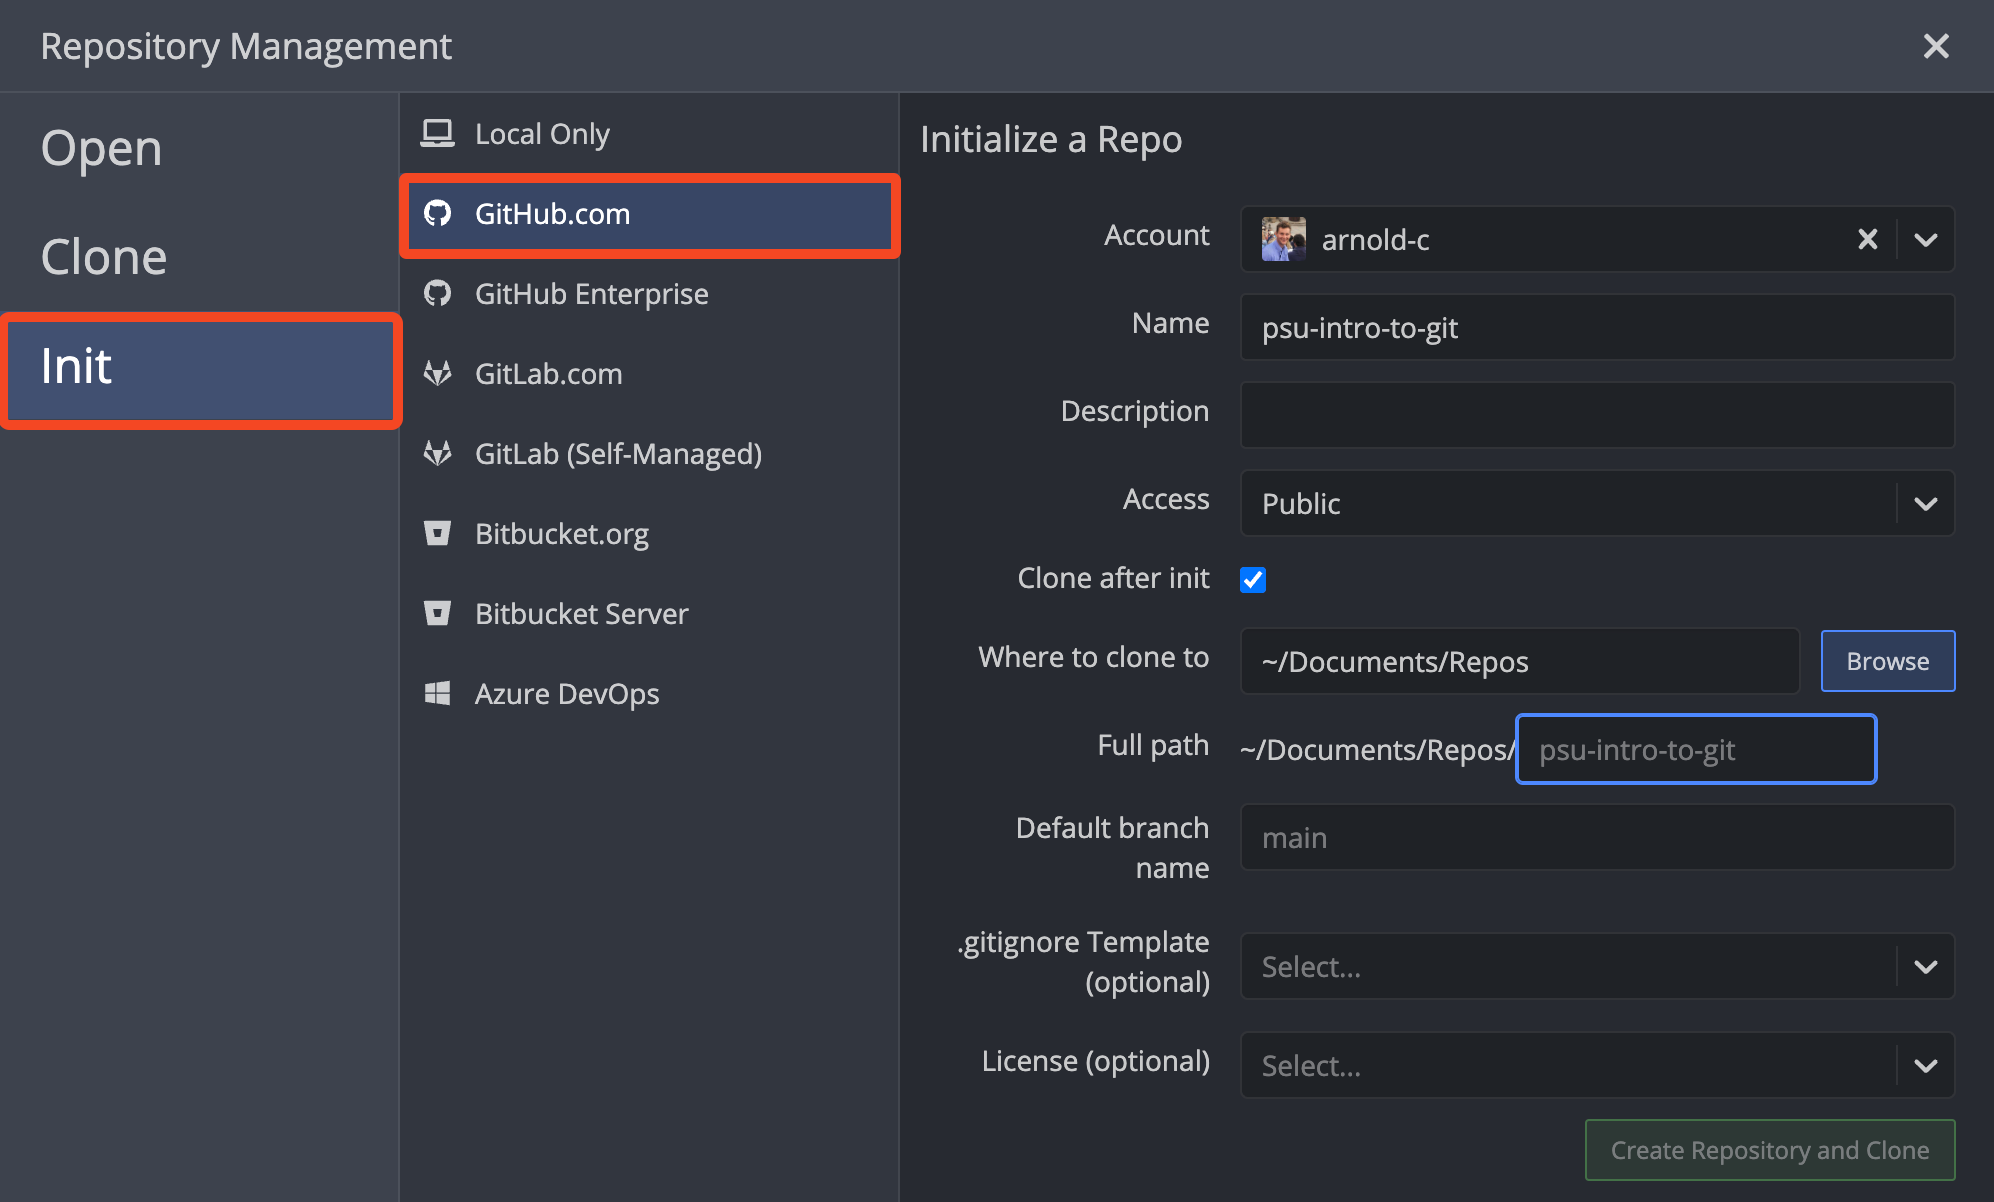 Repository Management
Open
Clone
Init
Local Only
GitHub.com
GitHub Enterprise
GitLab.com
GitLab (Self-Managed)
Bitbucket.org
Bitbucket Server
Azure DevOps
Initialize a Repo
Account arnold-c
Name psu-intro-to-git
Description
Access Public
Clone after init
Where to clone to ~/Documents/Repos Browse
Full path ~/Documents/Repos/ psu-intro-to-git
Default branch
name
main
.gitignore Template
(optional)
Select...
License (optional) Select...
Create Repository and Clone